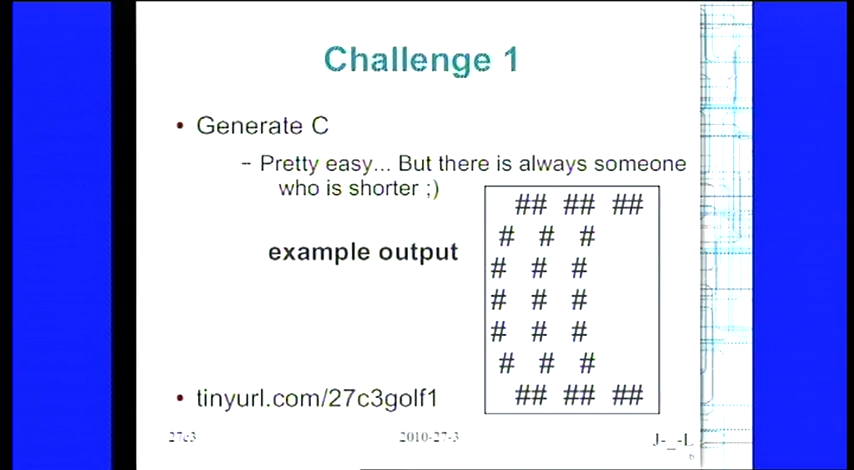 Challenge 1
• Generate C
– Pretty easy... But there is always someone
who is shorter ;)
example output
## ## ##
# # #
# # #
# # #
# # #
# # #
## ## ##
• tinyurl.com/27c3golf1
27c3 2010-27-3 J-_-L
6